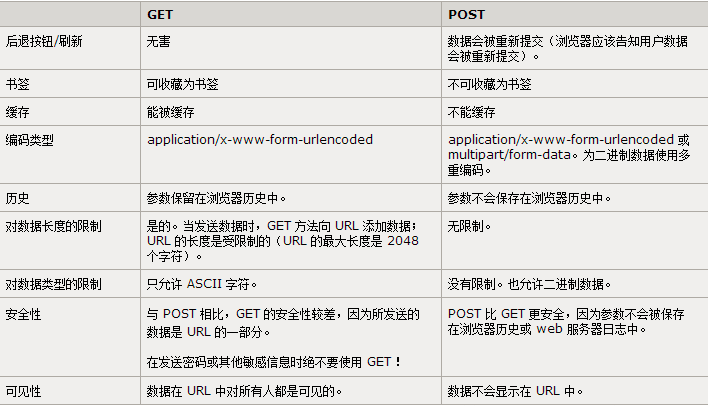 GET POST
后退按钮/刷新 无害 数据会被重新提交（浏览器应该告知用户数据
会被重新提交）。
书签 可收藏为书签 不可收藏为书签
缓存 能被缓存 不能缓存
编码类型 application/x-www-form-urlencoded application/x-www-form-urlencoded 或
multipart/form-data。为二进制数据使用多
重编码。
历史 参数保留在浏览器历史中。 参数不会保存在浏览器历史中。
对数据长度的限制 是的。当发送数据时，GET 方法向 URL 添加数据； 无限制。
URL 的长度是受限制的（URL 的最大长度是 2048
个字符）。
对数据类型的限制 只允许 ASCII 字符。 没有限制。也允许二进制数据。
安全性 与 POST 相比，GET 的安全性较差，因为所发送的 POST 比 GET 更安全，因为参数不会被保存
数据是 URL 的一部分。 在浏览器历史或 web 服务器日志中。
在发送密码或其他敏感信息时绝不要使用 GET ！
可见性 数据在 URL 中对所有人都是可见的。 数据不会显示在 URL 中。